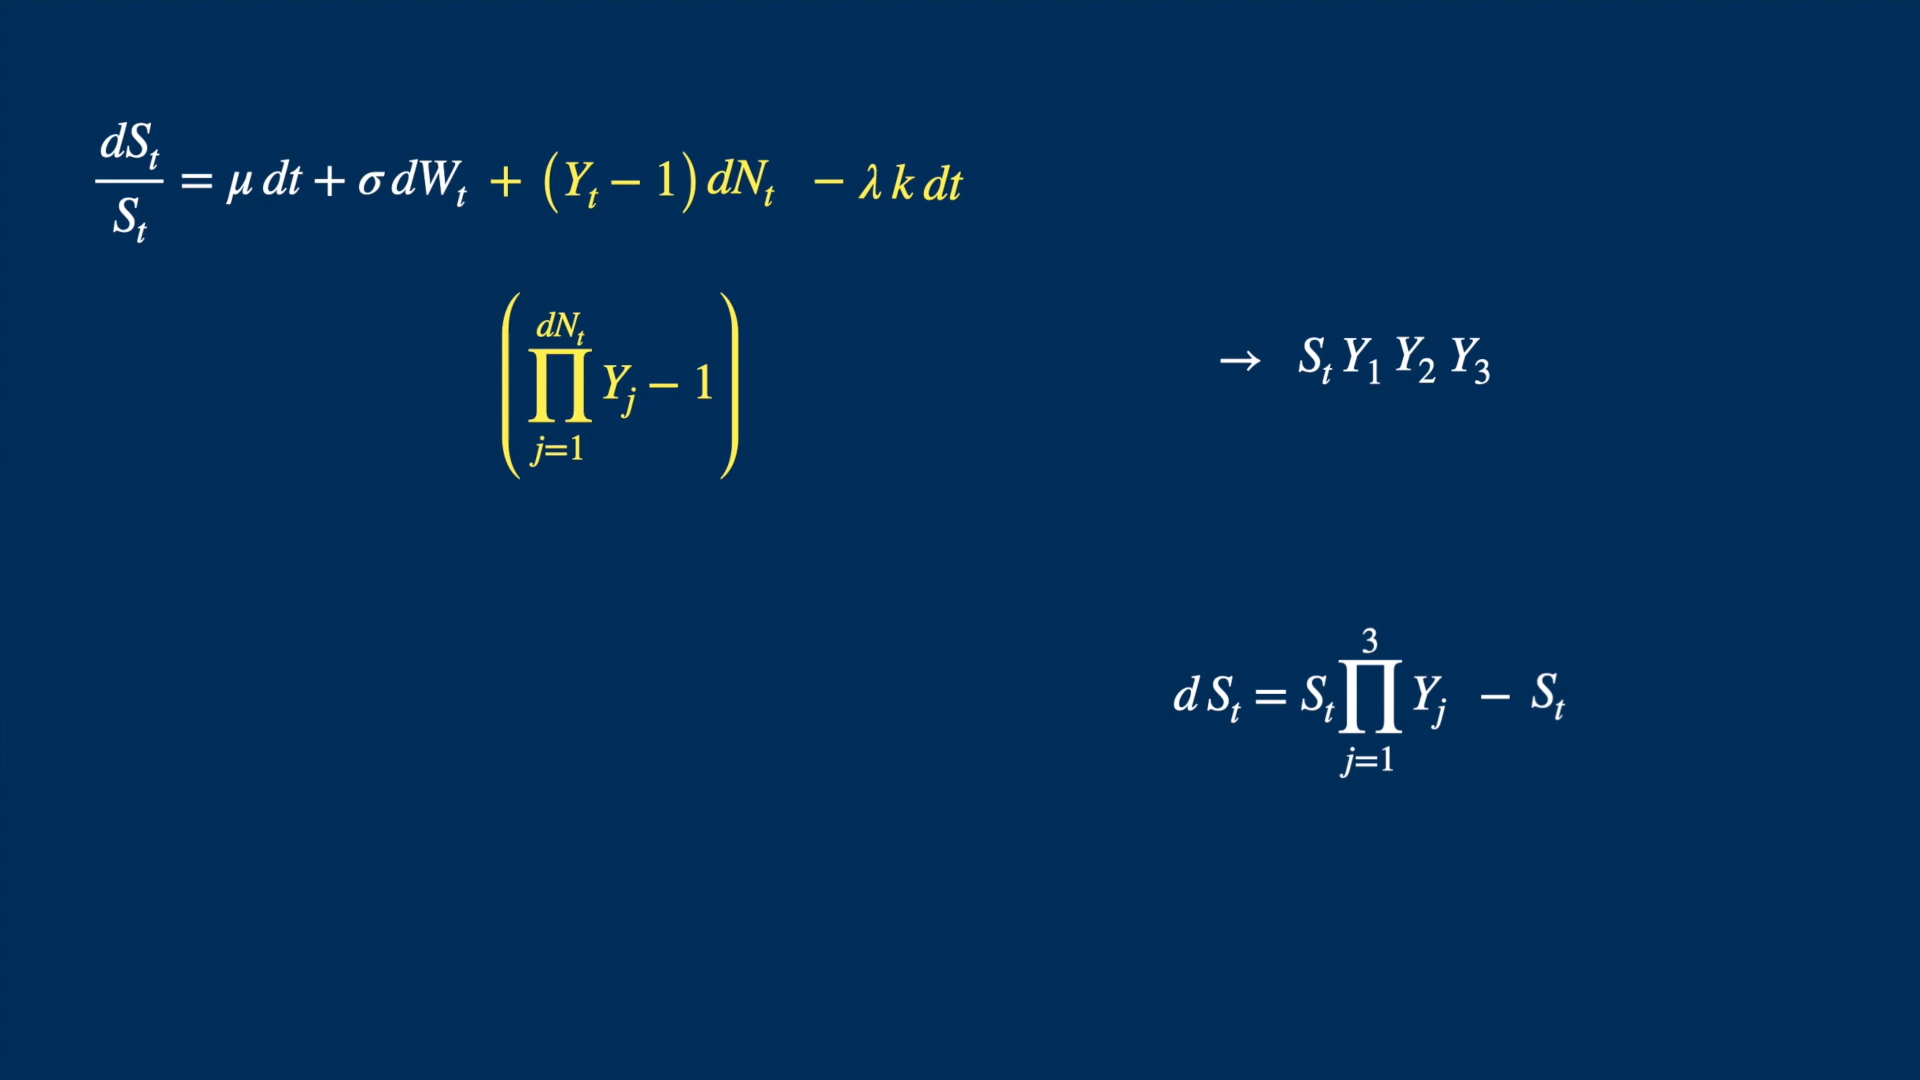 dS_t / S_t = μ dt + σ dW_t + (Y_t − 1) dN_t − λ k dt
(∏_{j=1}^{dN_t} Y_j − 1)
→ S_t Y_1 Y_2 Y_3
d S_t = S_t ∏_{j=1}^{3} Y_j − S_t